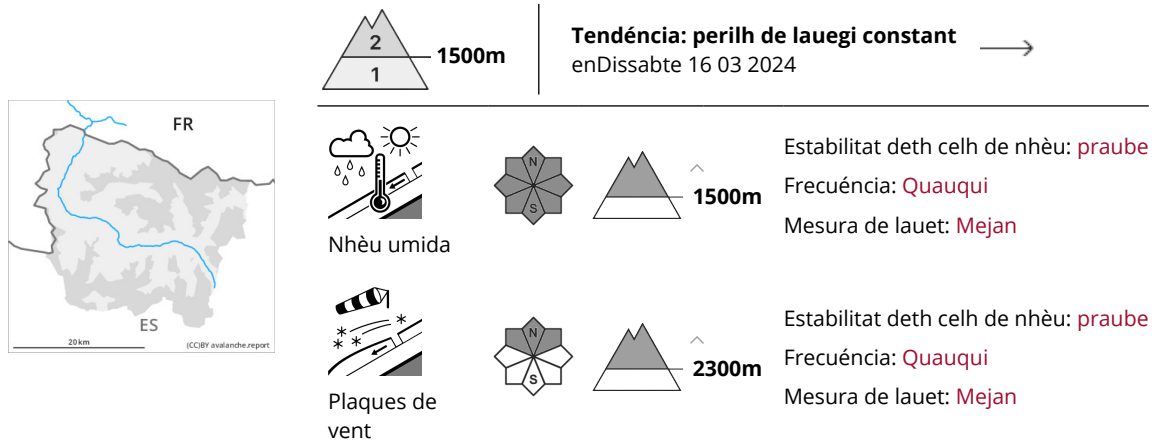 2
1
1500m
Tendéncia: perilh de lauegi constant
enDissabte 16 03 2024
FR
ES
20 km
(CC)BY avalanche.report
N
S
1500m
Nhèu umida
Estabilitat deth celh de nhèu: praube
Frecuéncia: Quauqui
Mesura de lauet: Mejan
N
S
2300m
Plaques de
vent
Estabilitat deth celh de nhèu: praube
Frecuéncia: Quauqui
Mesura de lauet: Mejan